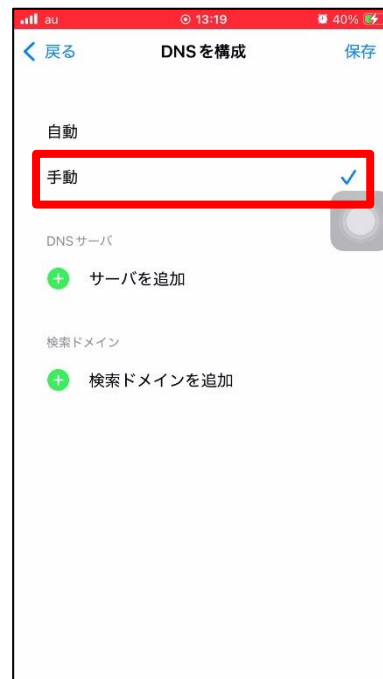 au 13:19 40%
戻る DNSを構成 保存
自動
手動
DNSサーバ
サーバを追加
検索ドメイン
検索ドメインを追加